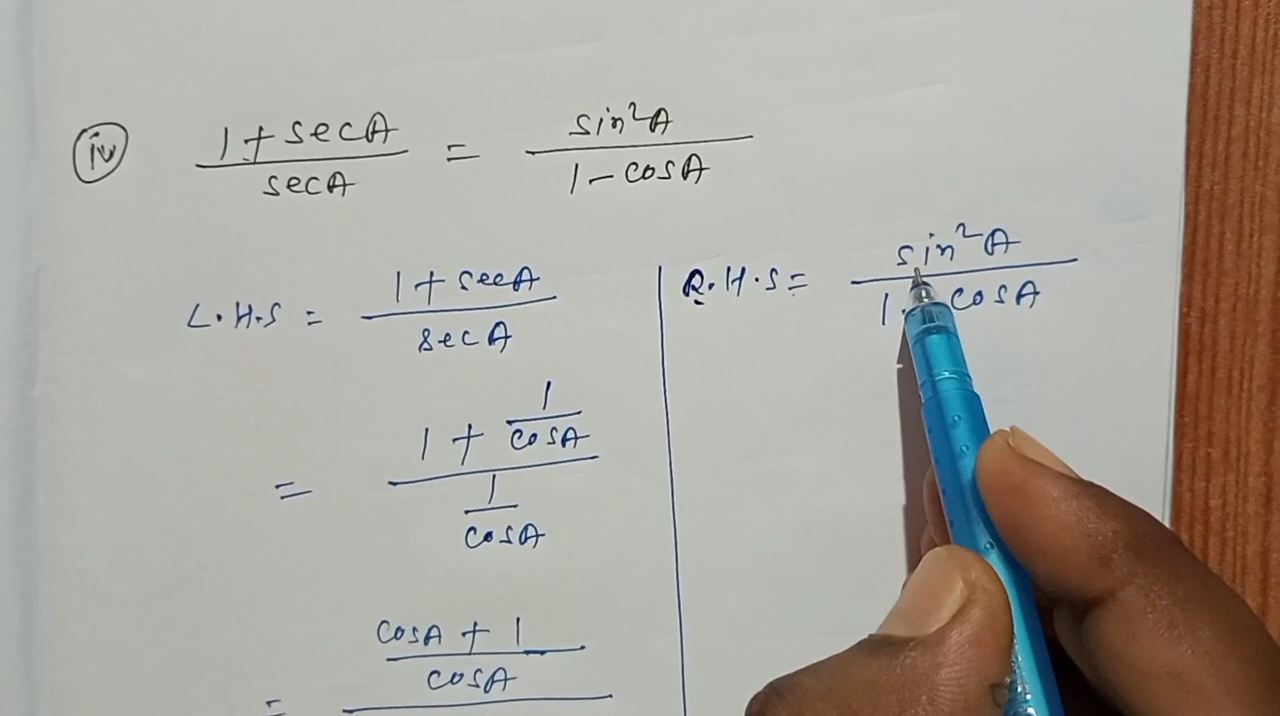 (iv) 1 + secA / secA = sin²A / 1 - cosA
L.H.S = 1 + secA / secA
= 1 + 1/cosA / 1/cosA
= cosA + 1 / cosA
R.H.S = sin²A / 1 cosA